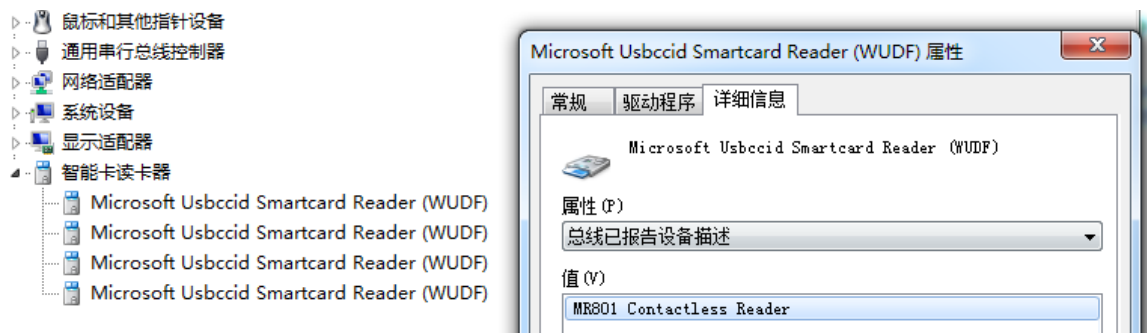 鼠标和其他指针设备
通用串行总线控制器
网络适配器
系统设备
显示适配器
智能卡读卡器
Microsoft Usbccid Smartcard Reader (WUDF)
Microsoft Usbccid Smartcard Reader (WUDF)
Microsoft Usbccid Smartcard Reader (WUDF)
Microsoft Usbccid Smartcard Reader (WUDF)
Microsoft Usbccid Smartcard Reader (WUDF) 属性
常规 驱动程序 详细信息
Microsoft Usbccid Smartcard Reader (WUDF)
属性(P)
总线已报告设备描述
值(V)
MR801 Contactless Reader